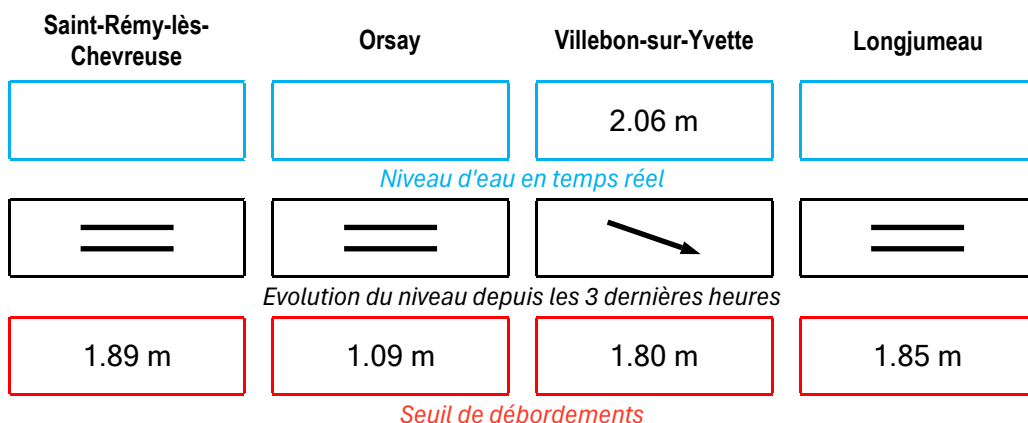 Saint-Rémy-lès-
Chevreuse
Orsay
Villebon-sur-Yvette
Longjumeau
2.06 m
Niveau d'eau en temps réel
Evolution du niveau depuis les 3 dernières heures
1.89 m
1.09 m
1.80 m
1.85 m
Seuil de débordements